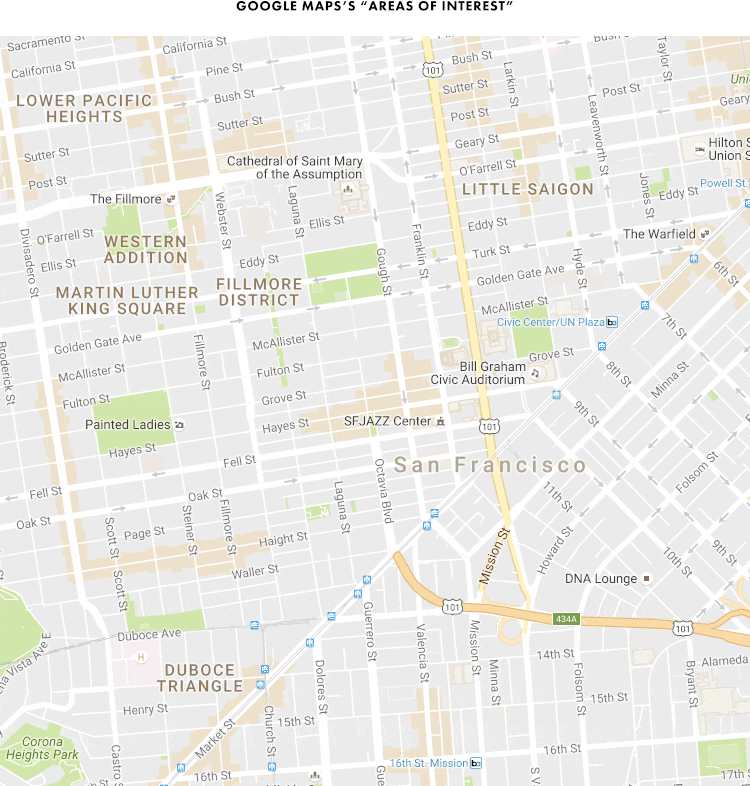 GOOGLE MAPS'S “AREAS OF INTEREST”
Sacramento St
California St
Bush St
Taylor St
California St
Pine St
Bush St
Larkin St
101
Sutter St
Post St
Post St
Leavenworth St
Geary
LOWER PACIFIC
HEIGHTS
Bush St
Sutter St
Geary St
Hilton S
Union S
Sutter St
Post St
Cathedral of Saint Mary
of the Assumption
O'Farrell St
Jones St
Powell St.
LITTLE SAIGON
Eddy St
The Fillmore
Webster St
Laguna St
Ellis St
Franklin St
Eddy St
The Warfield
O'Farrell St
Ellis St
Divisadero St
WESTERN
ADDITION
Eddy St
Gough St
Turk St
Hyde St
6th St
MARTIN LUTHER
KING SQUARE
FILLMORE
DISTRICT
Golden Gate Ave
McAllister St
Civic Center/UN Plaza
7th St
Golden Gate Ave
McAllister St
Fillmore St
Broderick St
McAllister St
Fulton St
Grove St
8th St
Minna St
Bill Graham
Civic Auditorium
Fulton St
Grove St
Hayes St
SFJAZZ Center
9th St
Painted Ladies
Hayes St
101
Fell St
San Francisco
Folsom St
Fell St
Oak St
Laguna St
Octavia Blvd
11th St
Oak St
Scott St
Page St
Steiner St
Fillmore St
Haight St
Mission St
Howard St
10th St
9th St
Waller St
Scott St
DNA Lounge
101
434A
101
Guerrero St
Duboce Ave
Valencia St
Mission St
Minna St
14th St
Folsom St
Bryant St
Alameda
na Vista Ave E
H
DUBOCE
TRIANGLE
Dolores St
15th St
Henry St
Market St
Church St
15th St
Corona
Heights Park
Castro
16th St
16th St
16th St. Mission
Gue
S V
17th St